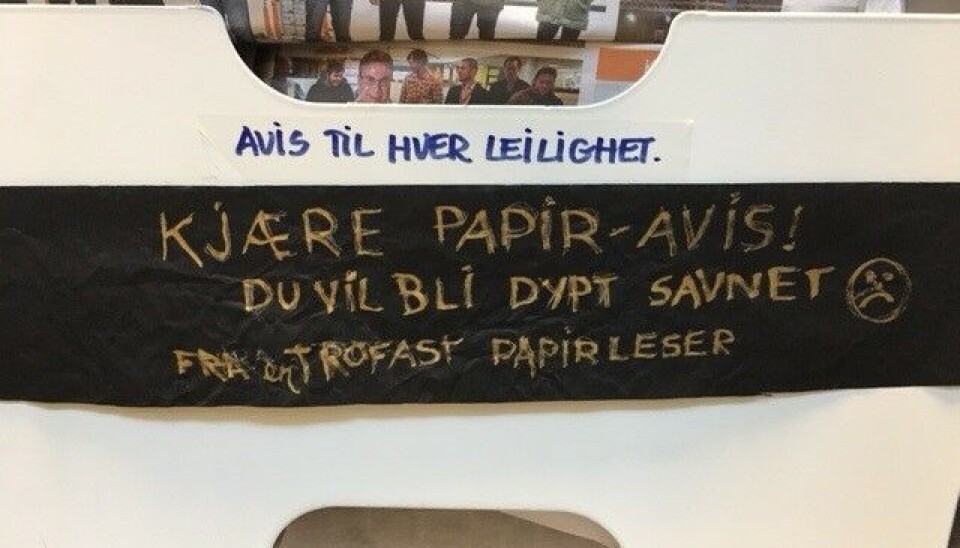 AVIS TIL HVER LEILIGHET.
KJÆRE PAPIR-AVIS!
DU VIL BLI DYPT SAVNET
FRA en TROFAST PAPIRLESER